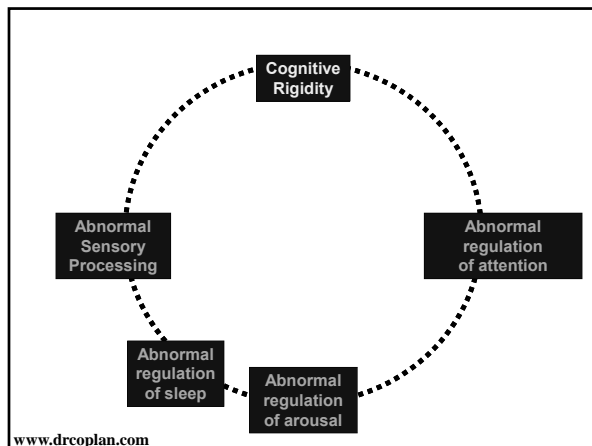 Cognitive
Rigidity
Abnormal
Sensory
Processing
Abnormal
regulation
of attention
Abnormal
regulation
of sleep
Abnormal
regulation
of arousal
www.drcoplan.com